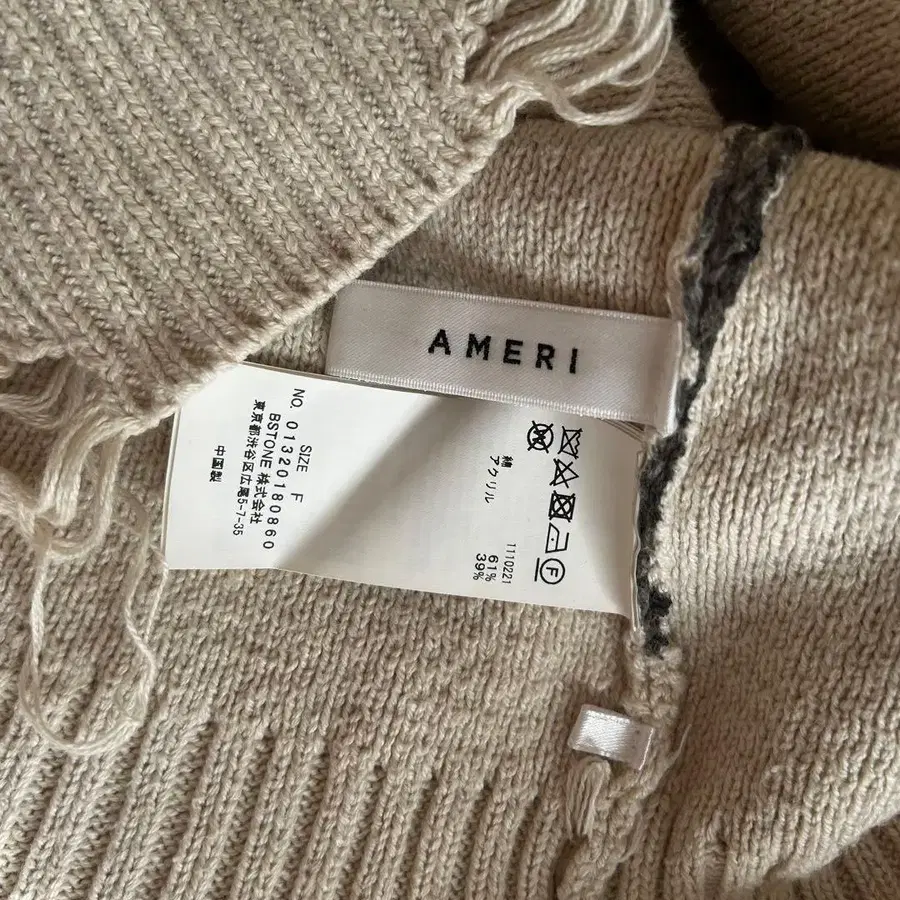 AMERI
SIZE F
NO. 01320180860
BSTONE 株式会社
東京都渋谷区広尾5-7-35
中国製
F
1110221
綿 61%
アクリル 39%